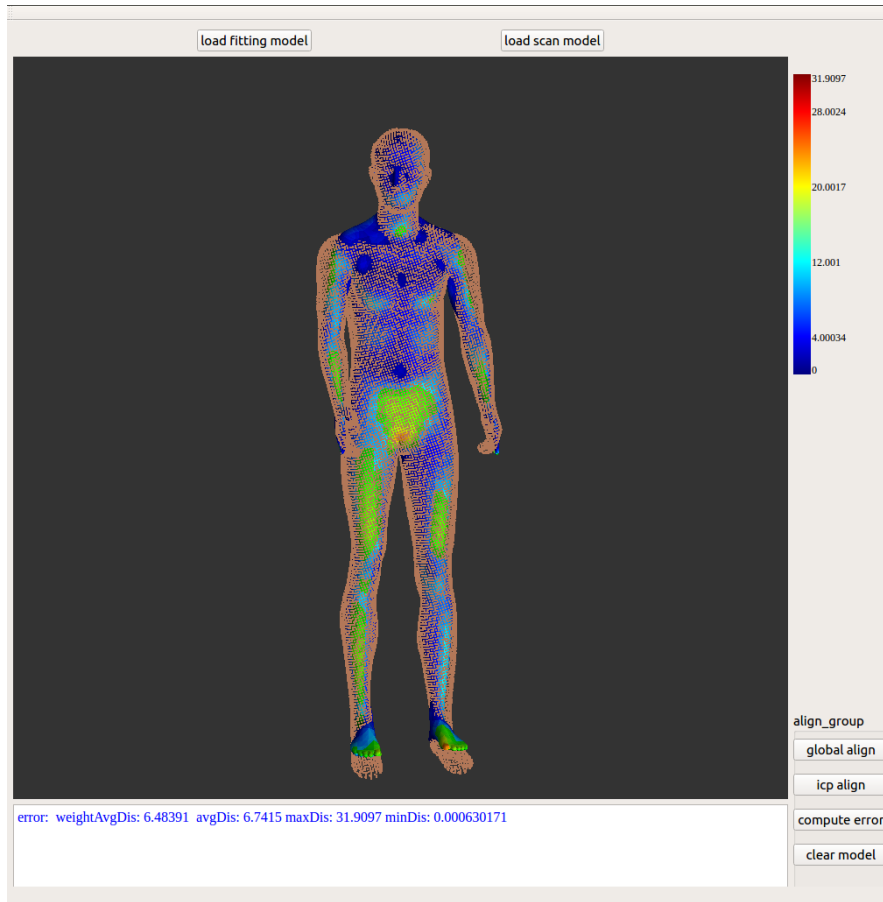 load fitting model
load scan model
31.9097
28.0024
20.0017
12.001
4.00034
0
align_group
global align
icp align
compute error
clear model
error: weightAvgDis: 6.48391 avgDis: 6.7415 maxDis: 31.9097 minDis: 0.000630171